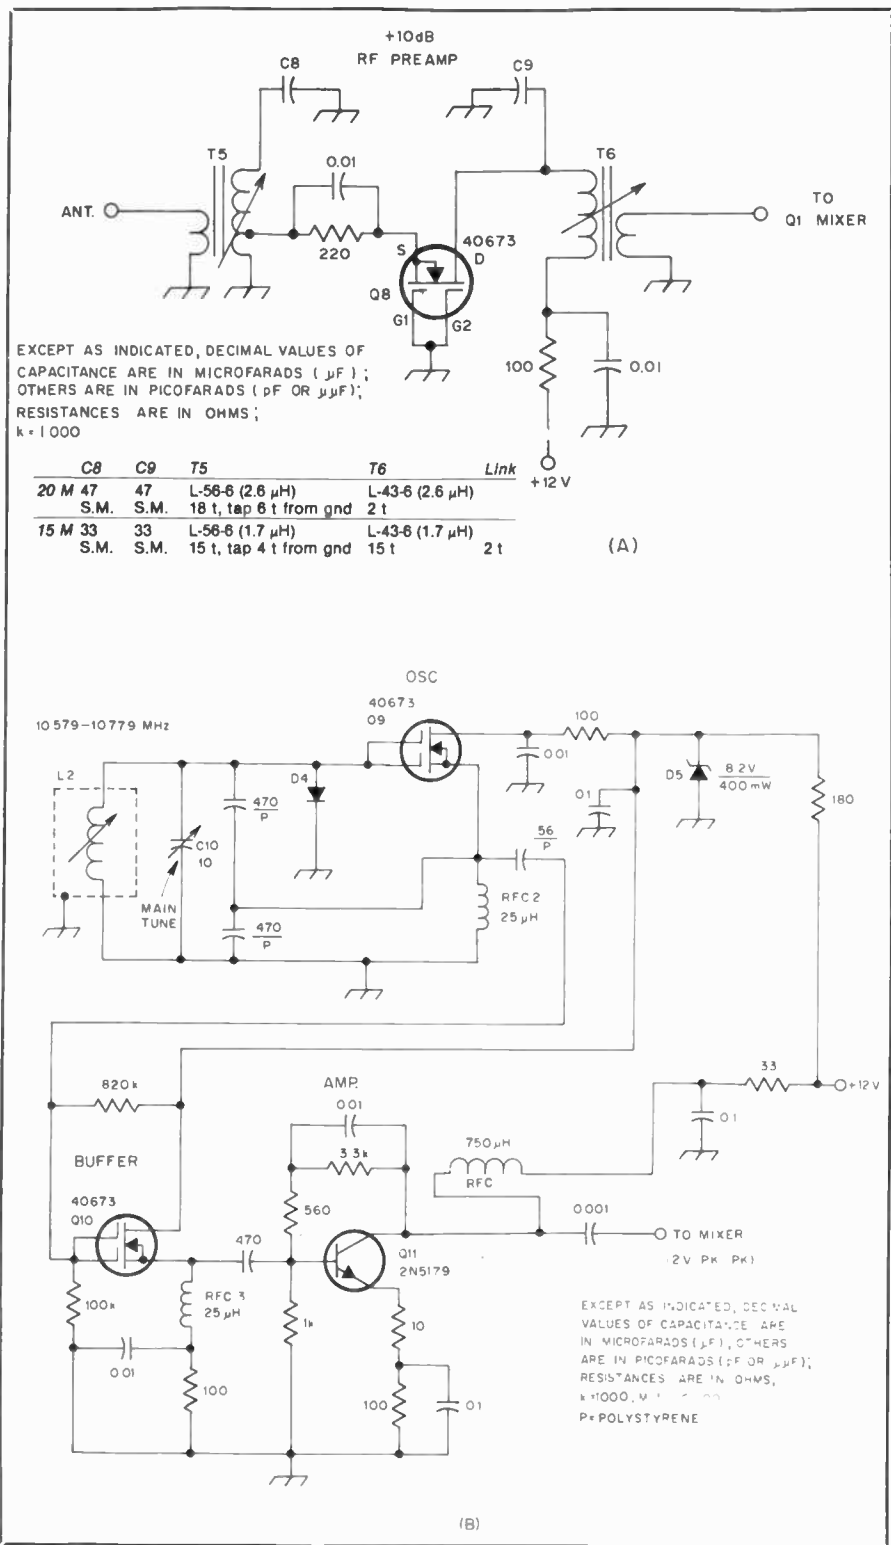 +10dB
RF PREAMP
C8
C9
T5
T6
0.01
ANT.
220
S
40673
D
Q8
G1
G2
TO
Q1 MIXER
100
0.01
+12V
EXCEPT AS INDICATED, DECIMAL VALUES OF
CAPACITANCE ARE IN MICROFARADS ( µF ) ;
OTHERS ARE IN PICOFARADS ( pF OR µµF);
RESISTANCES ARE IN OHMS ;
k = 1000
C8 C9 T5 T6 Link
20 M 47 47 L-56-6 (2.6 µH) L-43-6 (2.6 µH)
S.M. S.M. 18 t, tap 6 t from gnd 2 t
15 M 33 33 L-56-6 (1.7 µH) L-43-6 (1.7 µH)
S.M. S.M. 15 t, tap 4 t from gnd 15 t 2 t
(A)
OSC
10 579-10 779 MHz
40673
Q9
100
L2
D4
0.01
D5
8.2V
400mW
180
470
P
01
C10
10
56
P
MAIN
TUNE
470
P
RFC 2
25µH
820k
AMP.
001
33
+12V
01
3 3k
750µH
RFC
BUFFER
40673
Q10
560
0.001
TO MIXER
(2V PK PK)
470
Q11
2N5179
RFC 3
25µH
100k
1k
10
001
100
100
01
EXCEPT AS INDICATED, DECIMAL
VALUES OF CAPACITANCE ARE
IN MICROFARADS (µF), OTHERS
ARE IN PICOFARADS (pF OR µµF);
RESISTANCES ARE IN OHMS,
k=1000, M
P=POLYSTYRENE
(B)